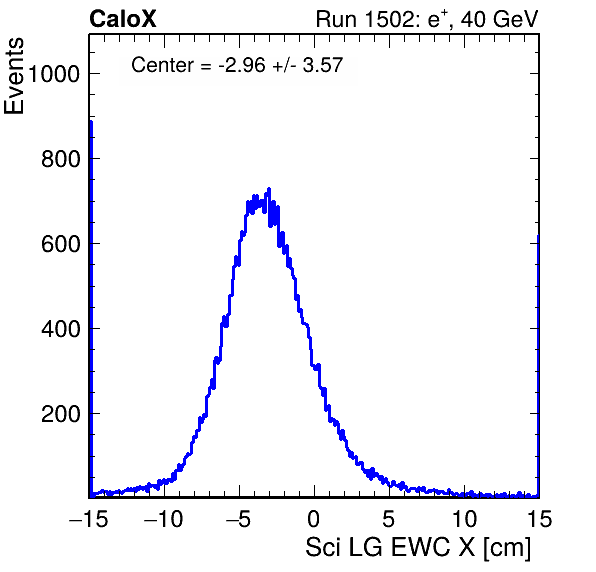 CaloX Run 1502: e⁺, 40 GeV
Events
Center = -2.96 +/- 3.57
1000
800
600
400
200
−15 −10 −5 0 5 10 15
Sci LG EWC X [cm]